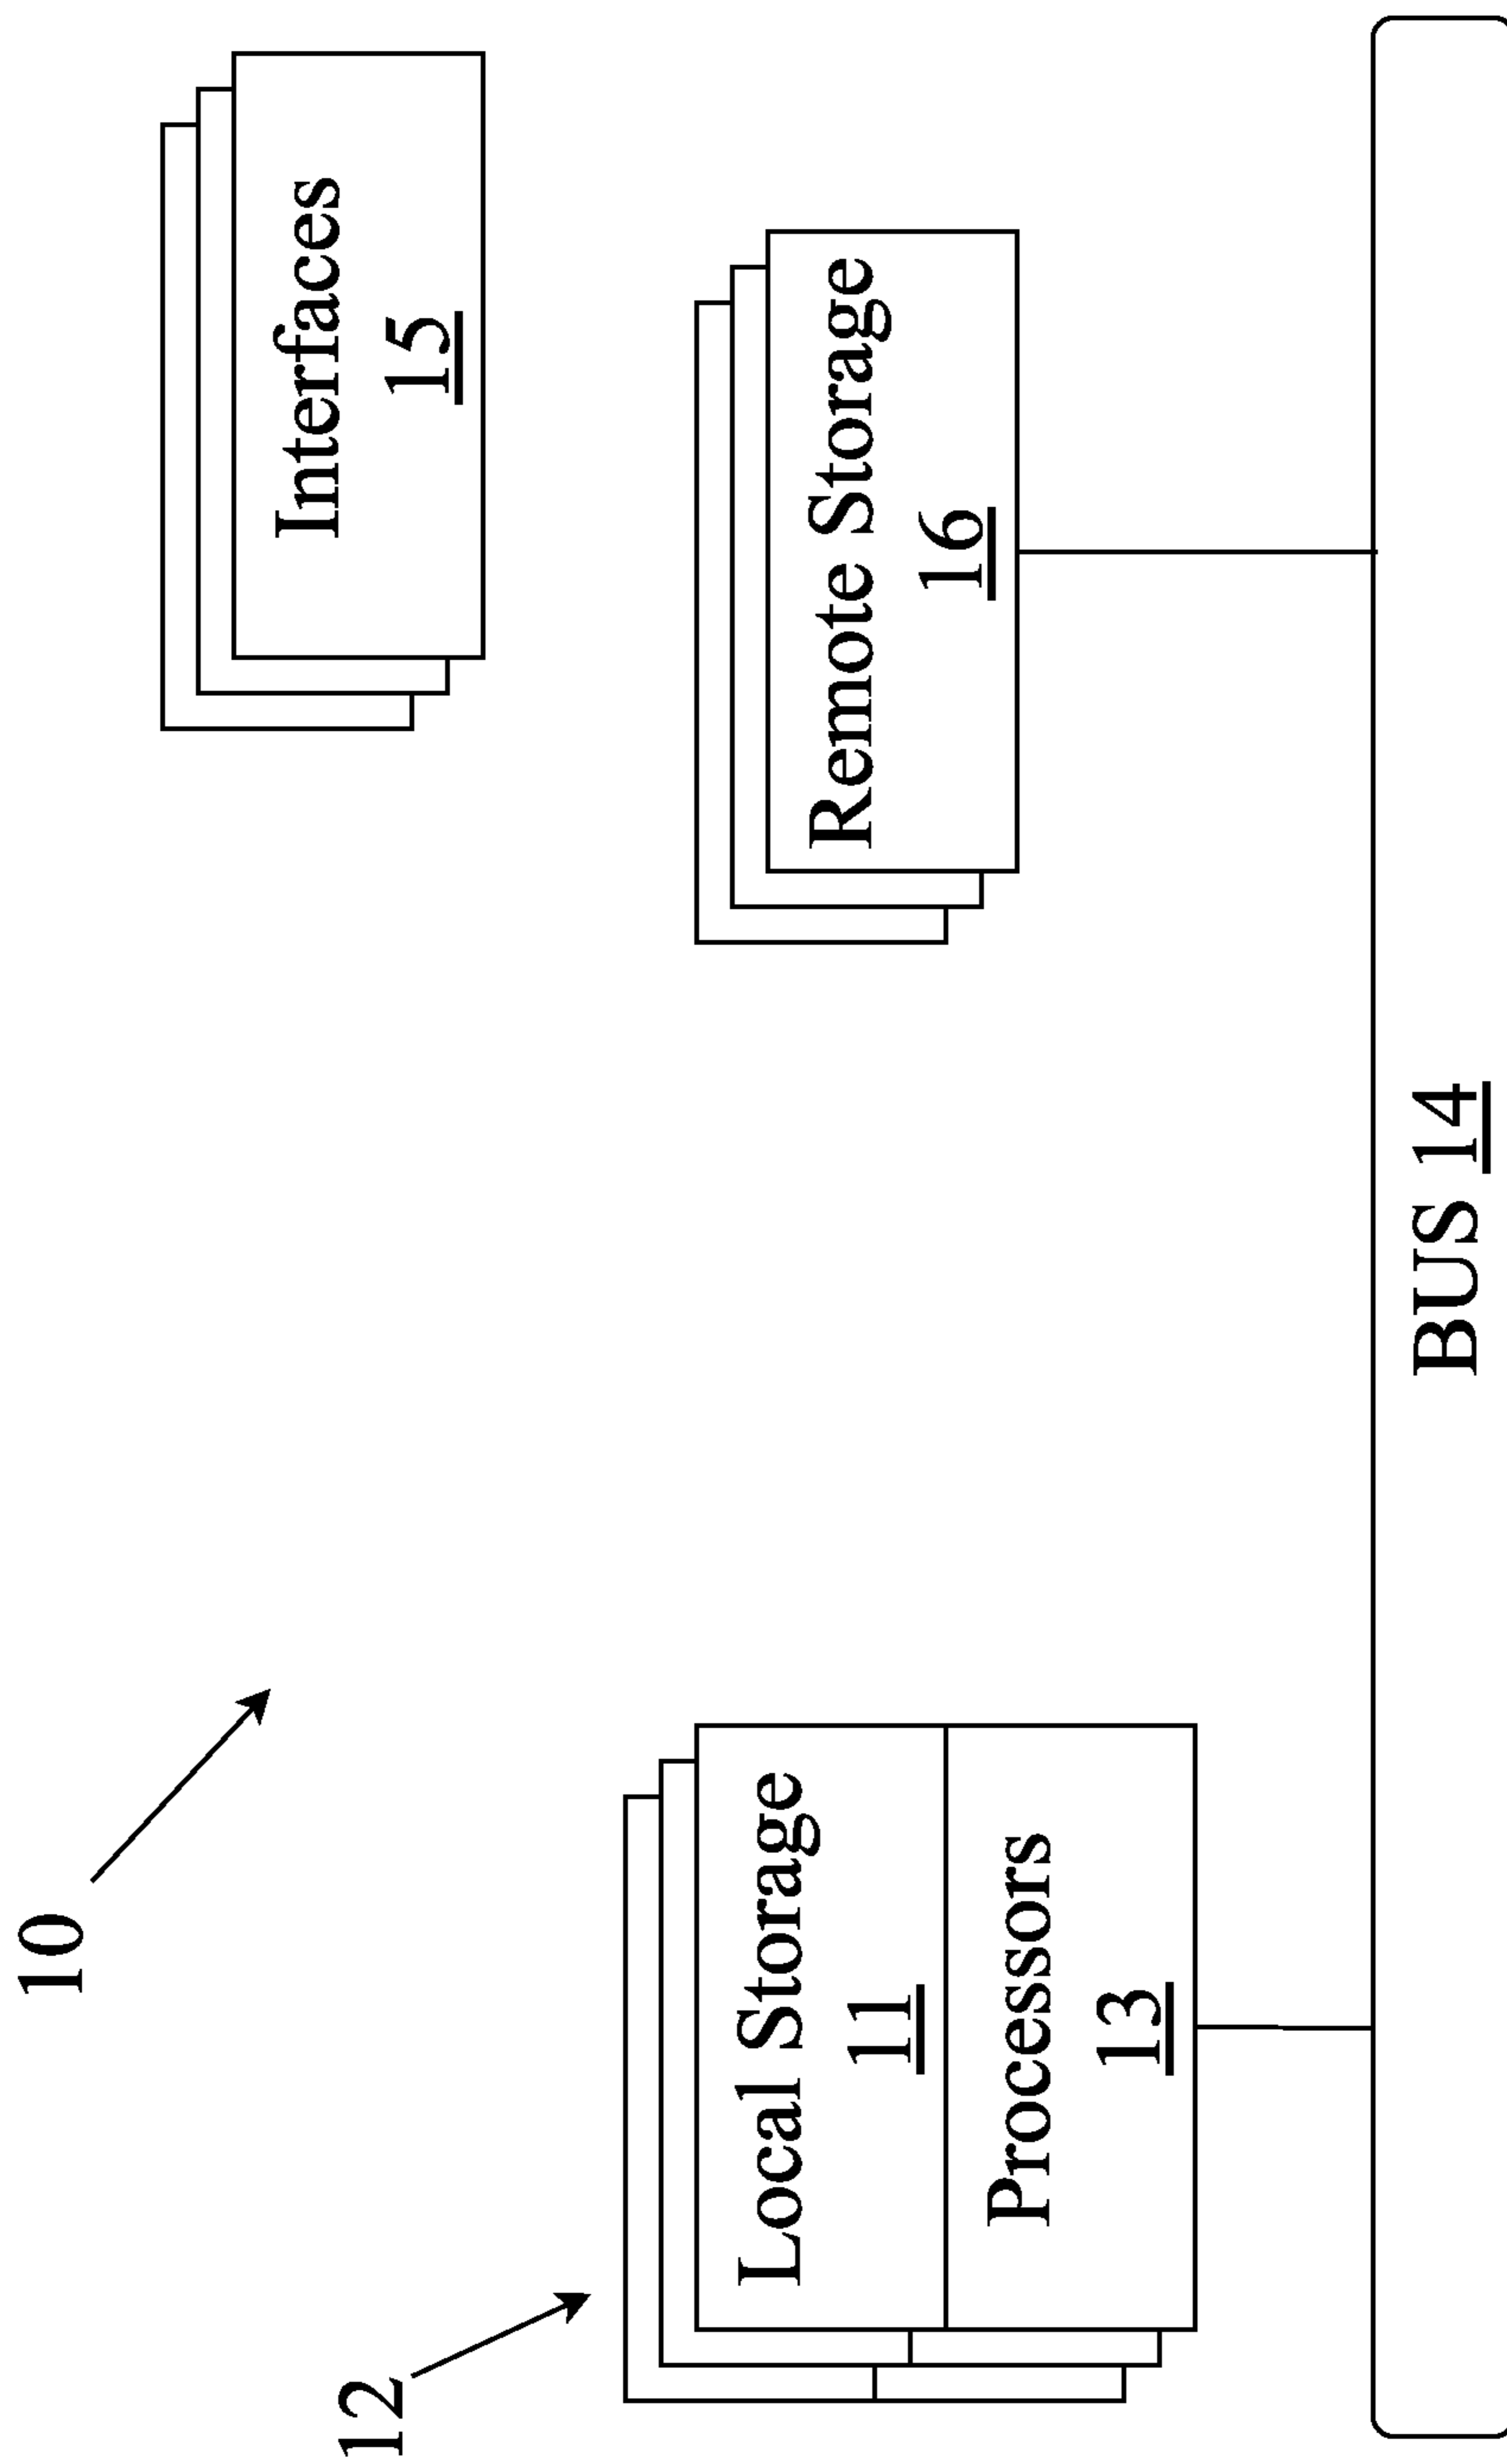 10
12
Local Storage
11
Processors
13
Interfaces
15
Remote Storage
16
BUS 14